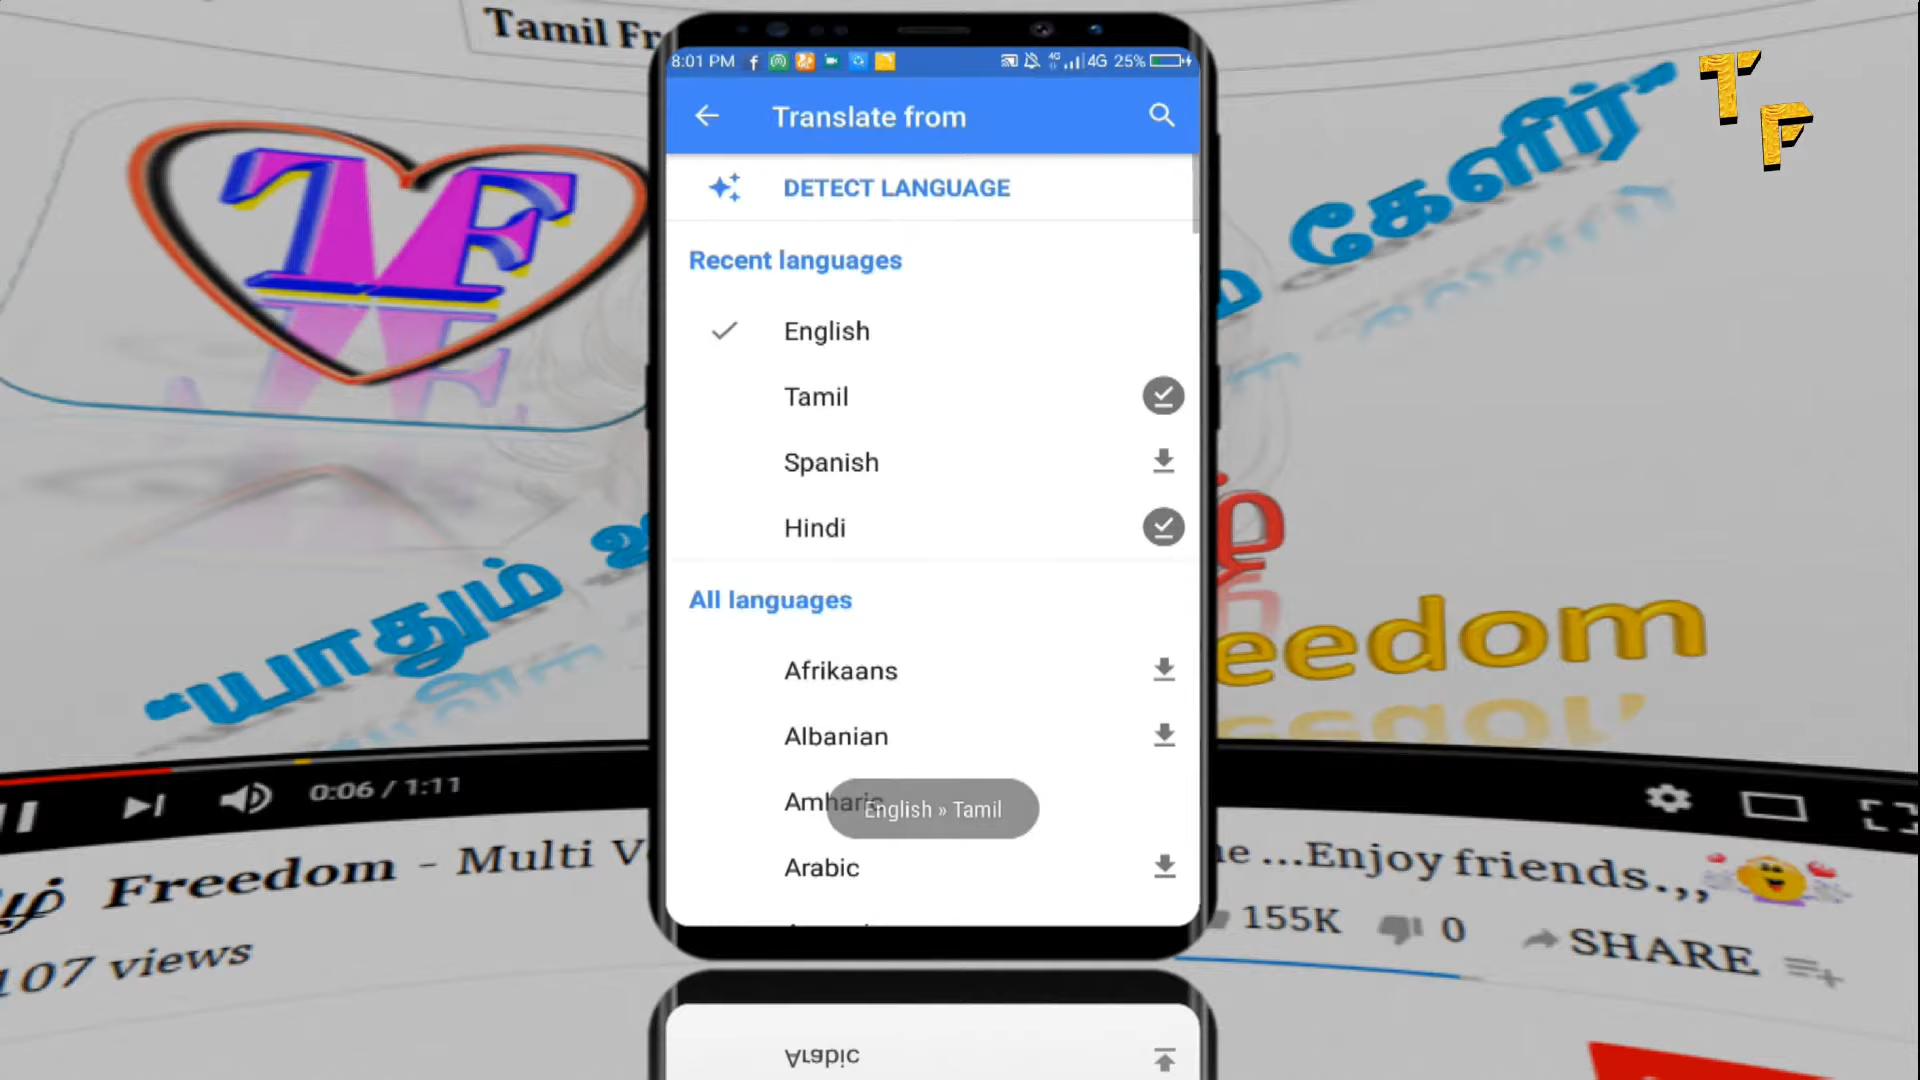 Tamil Fr
8:01 PM
4G 25%
Translate from
DETECT LANGUAGE
Recent languages
English
Tamil
Spanish
Hindi
All languages
Afrikaans
Albanian
Amharic
English » Tamil
Arabic
TF
TF
"யாதும்
கேளிர்"
eedom
0:06 / 1:11
Freedom - Multi V
...Enjoy friends.,,
107 views
155K
0
SHARE
Arabic